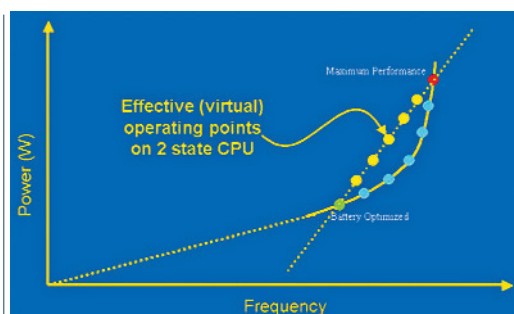 Maximum Performance
Effective (virtual)
operating points
on 2 state CPU
Power (W)
Battery Optimized
Frequency